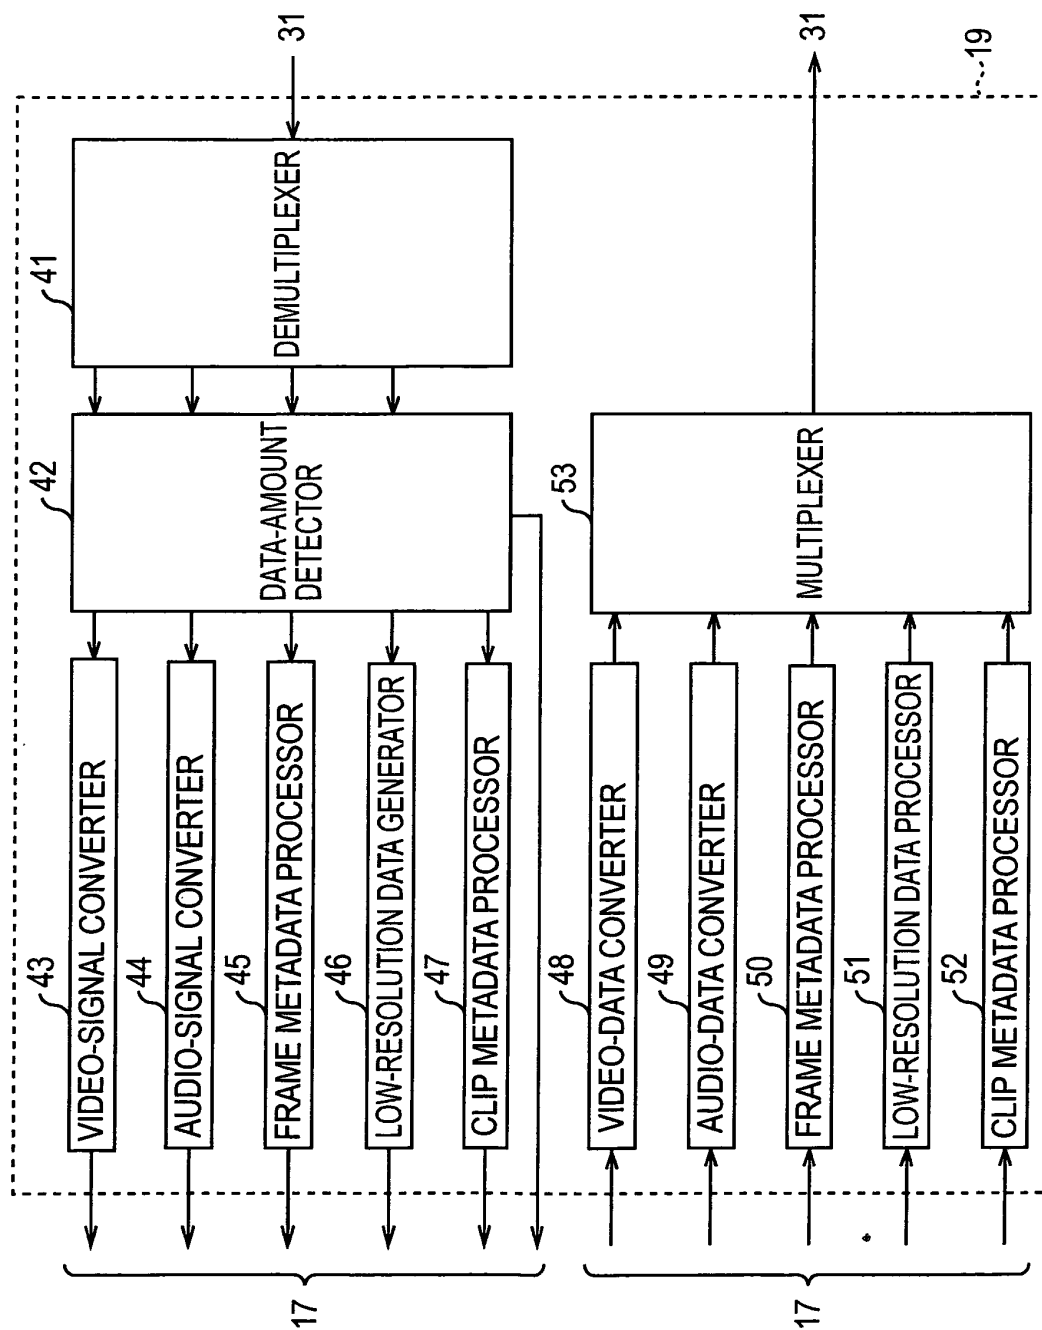 31
41
DEMULTIPLEXER
42
DATA-AMOUNT
DETECTOR
43
VIDEO-SIGNAL CONVERTER
44
AUDIO-SIGNAL CONVERTER
45
FRAME METADATA PROCESSOR
46
LOW-RESOLUTION DATA GENERATOR
47
CLIP METADATA PROCESSOR
17
31
19
53
MULTIPLEXER
48
VIDEO-DATA CONVERTER
49
AUDIO-DATA CONVERTER
50
FRAME METADATA PROCESSOR
51
LOW-RESOLUTION DATA PROCESSOR
52
CLIP METADATA PROCESSOR
17